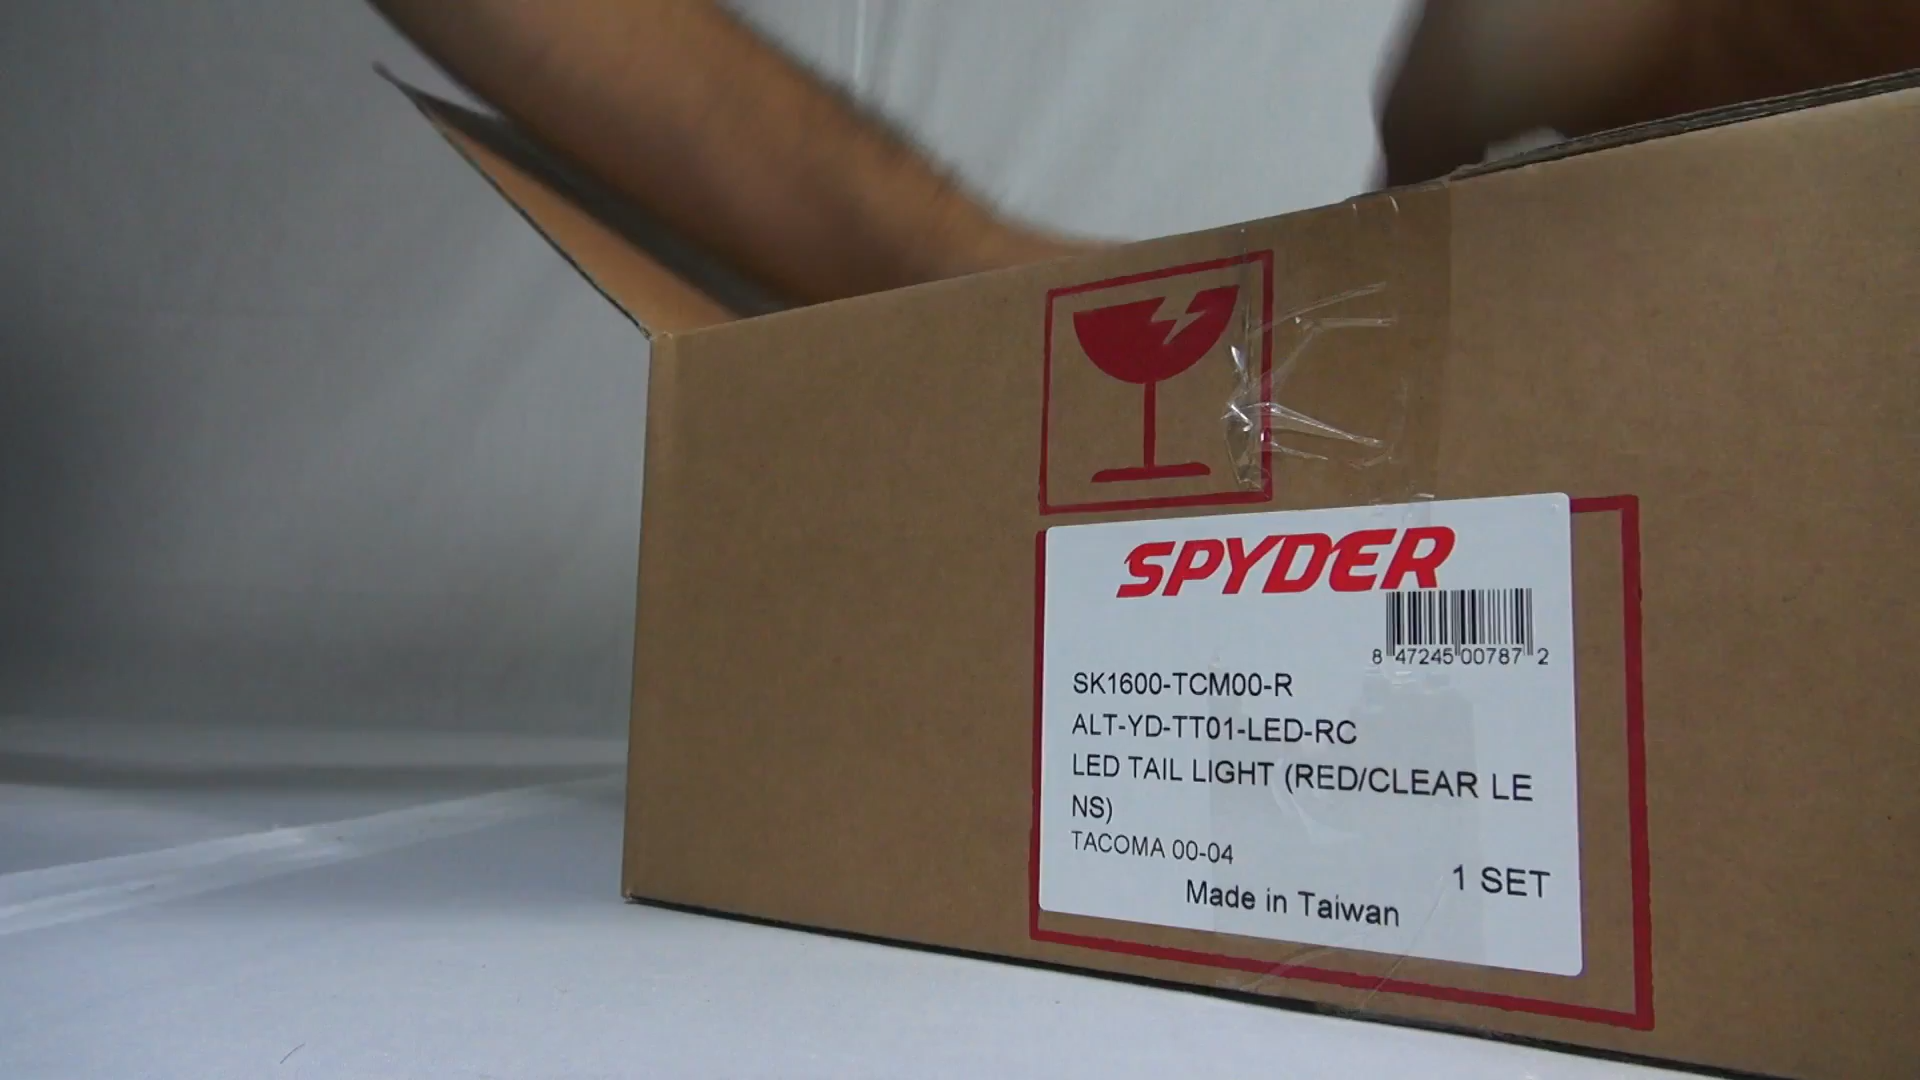 SPYDER
8 47245 00787 2
SK1600-TCM00-R
ALT-YD-TT01-LED-RC
LED TAIL LIGHT (RED/CLEAR LE
NS)
TACOMA 00-04
1 SET
Made in Taiwan